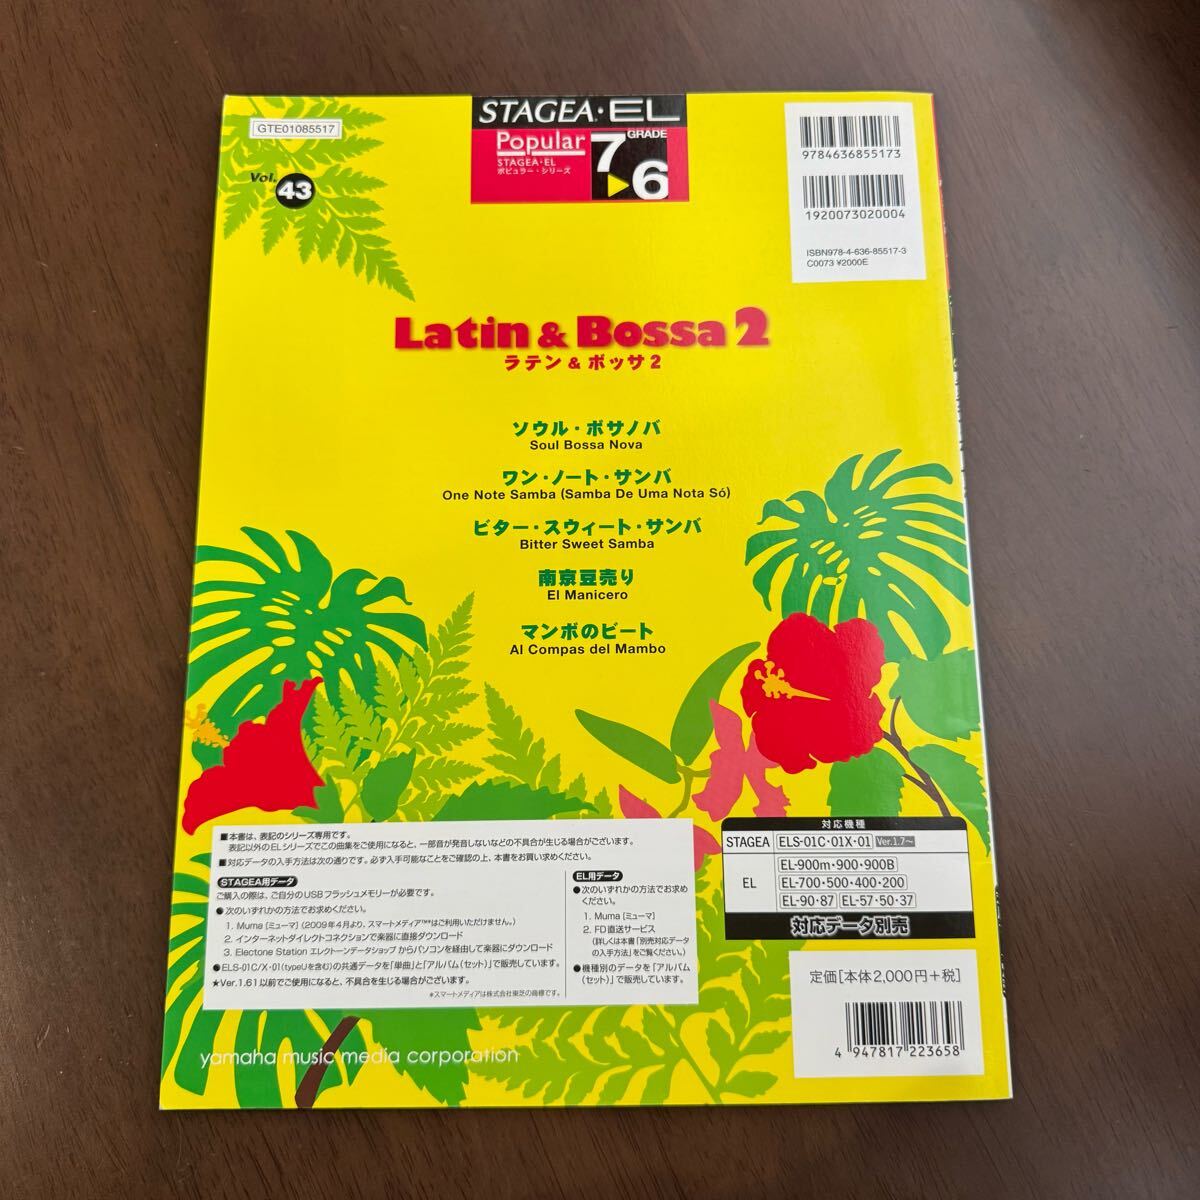 GTE01085517
Vol. 43
STAGEA・EL
Popular
STAGEA・EL
ポピュラー・シリーズ
GRADE
7▶6
9784636855173
1920073020004
ISBN978-4-636-85517-3
C0073 ¥2000E
Latin & Bossa 2
ラテン & ボッサ 2
ソウル・ボサノバ
Soul Bossa Nova
ワン・ノート・サンバ
One Note Samba (Samba De Uma Nota Só)
ビター・スウィート・サンバ
Bitter Sweet Samba
南京豆売り
El Manicero
マンボのビート
Al Compas del Mambo
■本書は、表記のシリーズ専用です。
表記以外のELシリーズでこの曲集をご使用になると、一部音が発音しないなどの不具合が生じる場合がございます。
■対応データの入手方法は次の通りです。必ず入手可能なことをご確認の上、本書をお買い求めください。
STAGEA用データ
ご購入の際は、ご自分のUSBフラッシュメモリーが必要です。
●次のいずれかの方法でお求めください。
1. Muma [ミューマ] (2009年4月より、スマートメディア™はご利用いただけません。)
2. インターネットダイレクトコネクションで楽器に直接ダウンロード
3. Electone Station エレクトーンデータショップ からパソコンを経由して楽器にダウンロード
●ELS-01C/X・01(typeUを含む)の共通データを「単曲」と「アルバム(セット)」で販売しています。
★Ver.1.61以前でご使用になると、不具合を生じる場合がございます。
*スマートメディアは株式会社東芝の商標です。
EL用データ
●次のいずれかの方法でお求めください。
1. Muma [ミューマ]
2. FD直送サービス
(詳しくは本書「別売対応データの入手方法」をご覧ください。)
●機種別のデータを「アルバム(セット)」で販売しています。
対応機種
STAGEA ELS-01C・01X・01 Ver.1.7〜
EL EL-900m・900・900B
EL-700・500・400・200
EL-90・87 EL-57・50・37
対応データ別売
定価[本体2,000円+税]
4 947817 223658
yamaha music media corporation